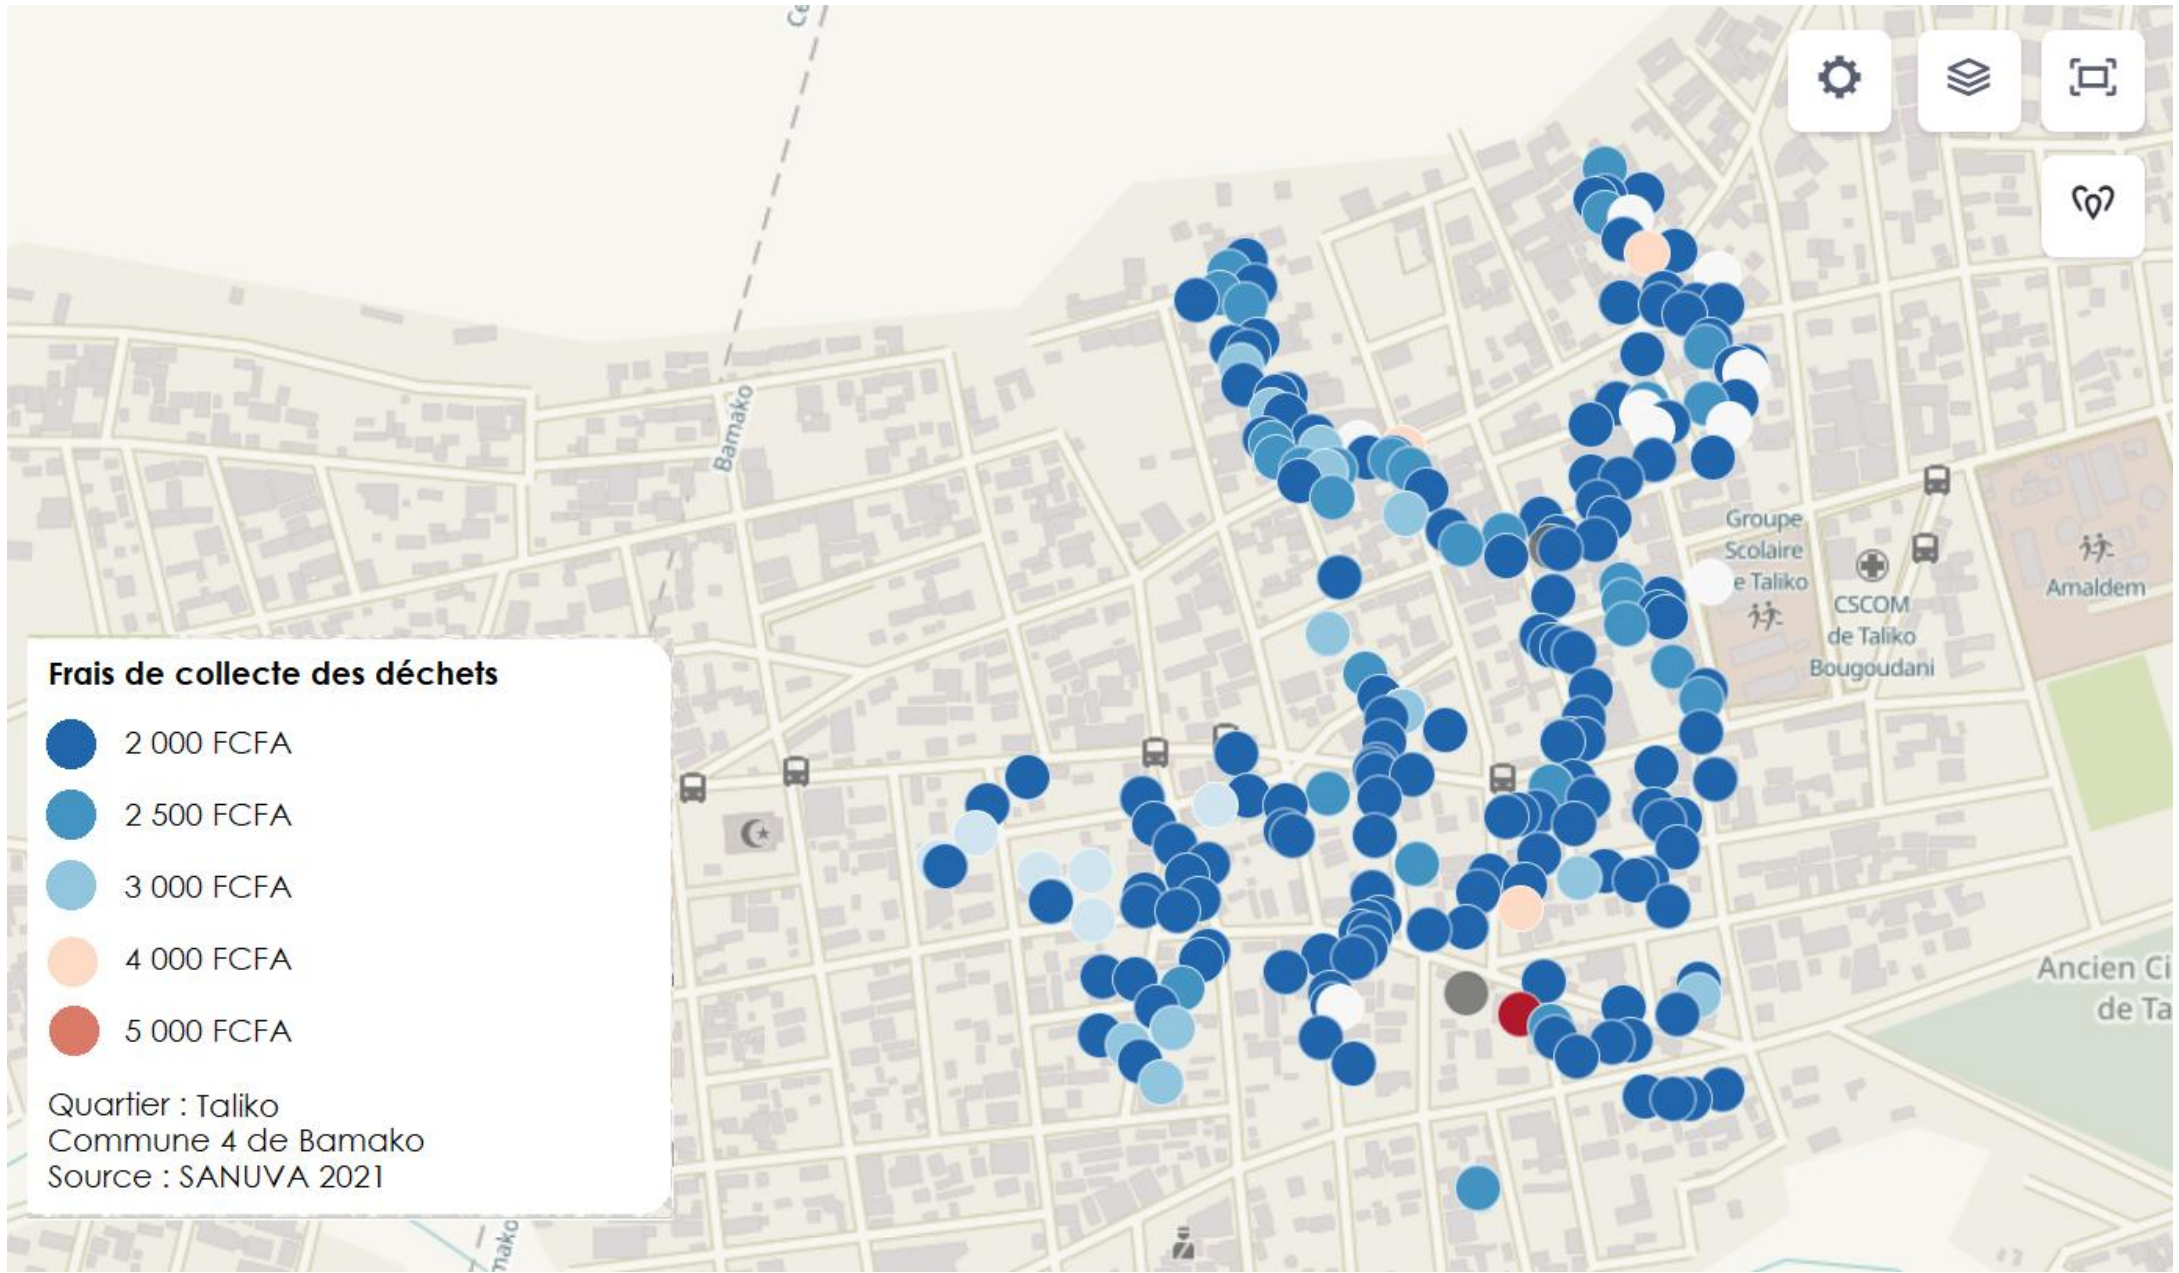 Ce
Bamako
Groupe
Scolaire
e Taliko
CSCOM
de Taliko
Bougoudani
Amaldem
Ancien Ci
de Ta
Frais de collecte des déchets
2 000 FCFA
2 500 FCFA
3 000 FCFA
4 000 FCFA
5 000 FCFA
Quartier : Taliko
Commune 4 de Bamako
Source : SANUVA 2021
mako